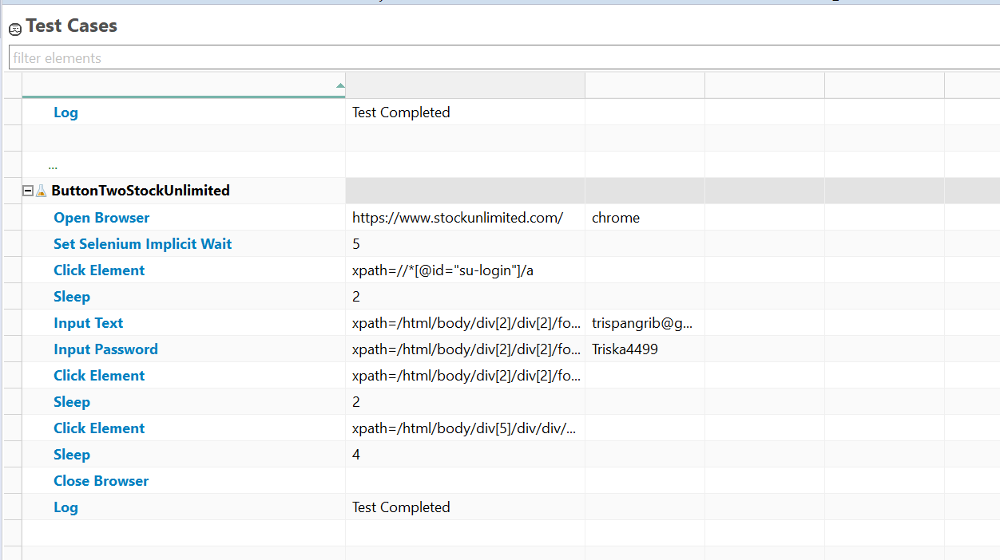 Test Cases
filter elements
Log Test Completed
...
ButtonTwoStockUnlimited
Open Browser https://www.stockunlimited.com/ chrome
Set Selenium Implicit Wait 5
Click Element xpath=//*[@id="su-login"]/a
Sleep 2
Input Text xpath=/html/body/div[2]/div[2]/fo... trispangrib@g...
Input Password xpath=/html/body/div[2]/div[2]/fo... Triska4499
Click Element xpath=/html/body/div[2]/div[2]/fo...
Sleep 2
Click Element xpath=/html/body/div[5]/div/div/...
Sleep 4
Close Browser
Log Test Completed